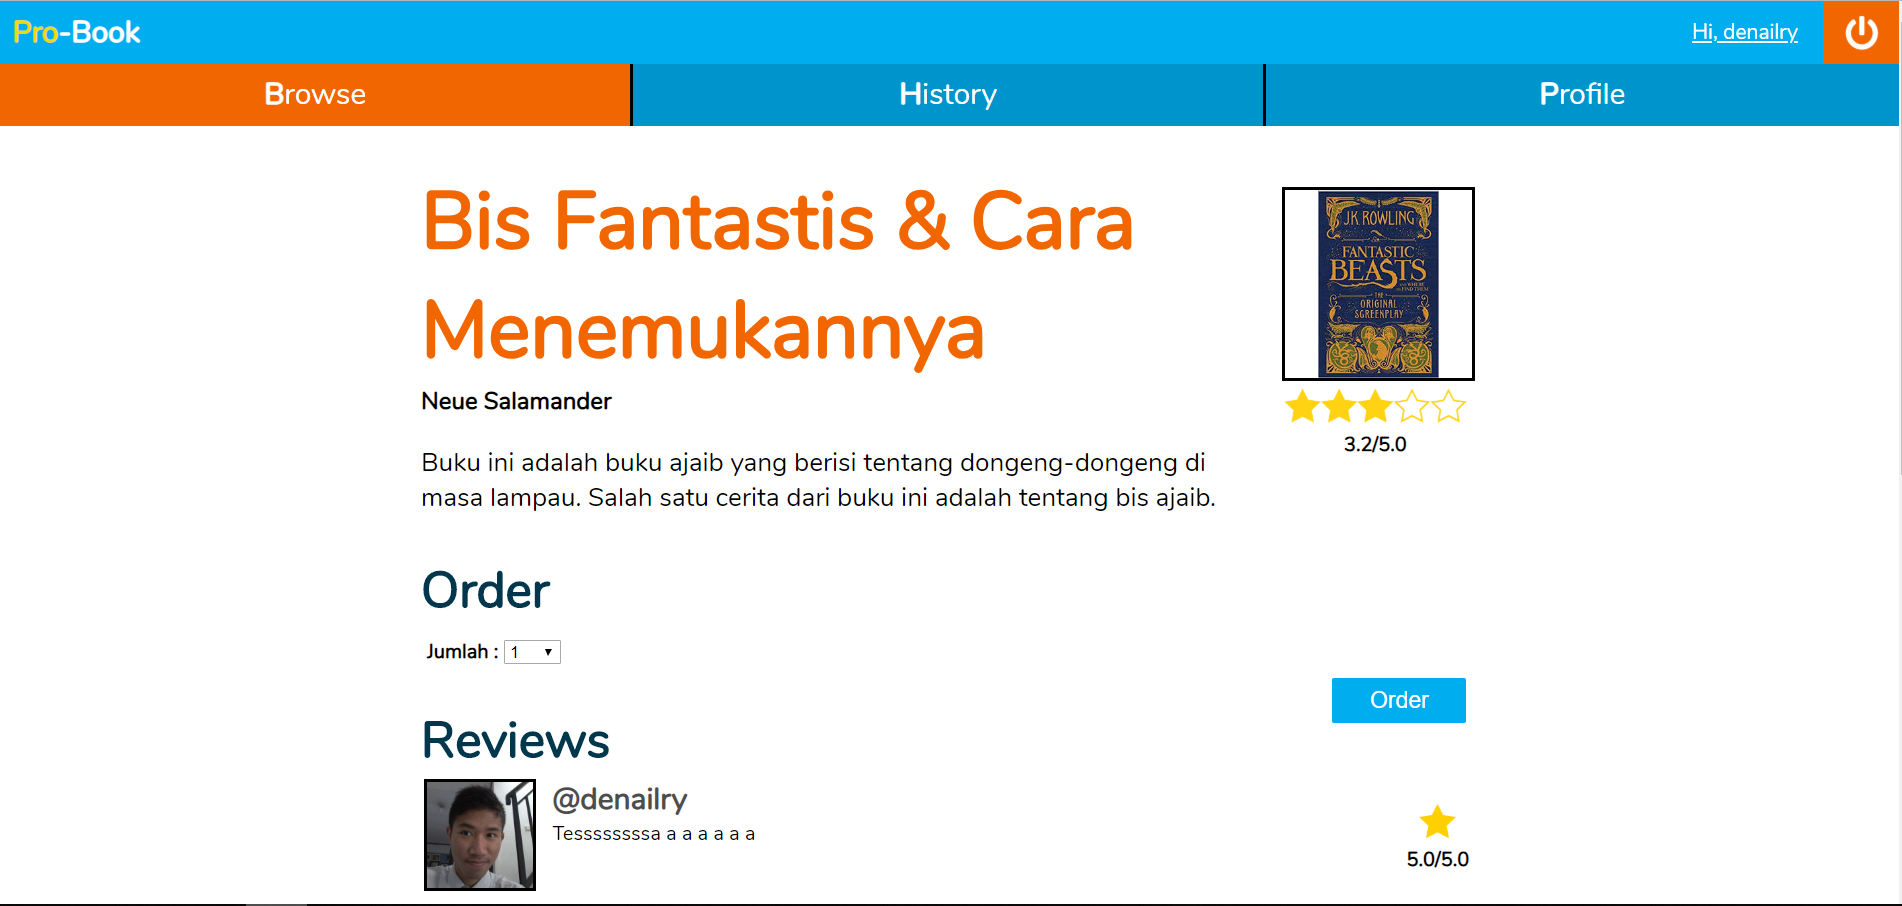 Pro-Book
Hi, denailry
Browse
History
Profile
Bis Fantastis & Cara
Menemukannya
Neue Salamander
Buku ini adalah buku ajaib yang berisi tentang dongeng-dongeng di
masa lampau. Salah satu cerita dari buku ini adalah tentang bis ajaib.
J.K. ROWLING
FANTASTIC
BEASTS
AND WHERE
TO FIND THEM
THE
ORIGINAL
SCREENPLAY
3.2/5.0
Order
Jumlah :
1
Order
Reviews
@denailry
Tesssssssssa a a a a a a
5.0/5.0